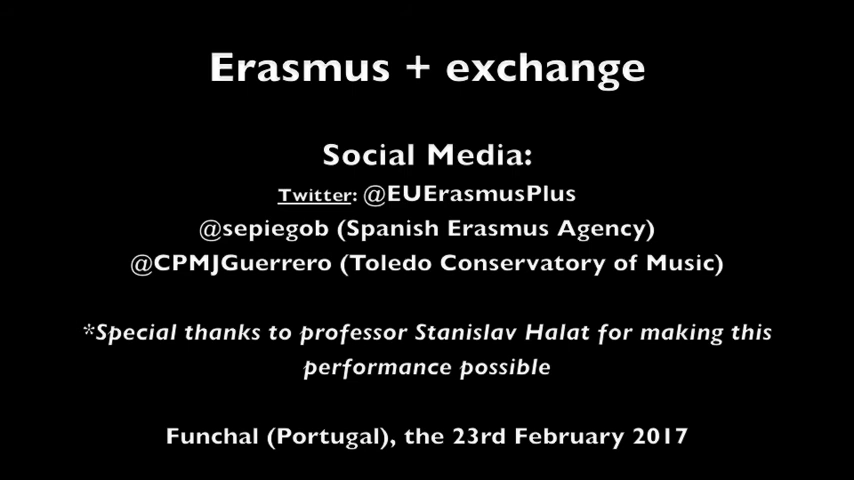 Erasmus + exchange
Social Media:
Twitter: @EUErasmusPlus
@sepiegob (Spanish Erasmus Agency)
@CPMJGuerrero (Toledo Conservatory of Music)
*Special thanks to professor Stanislav Halat for making this
performance possible
Funchal (Portugal), the 23rd February 2017